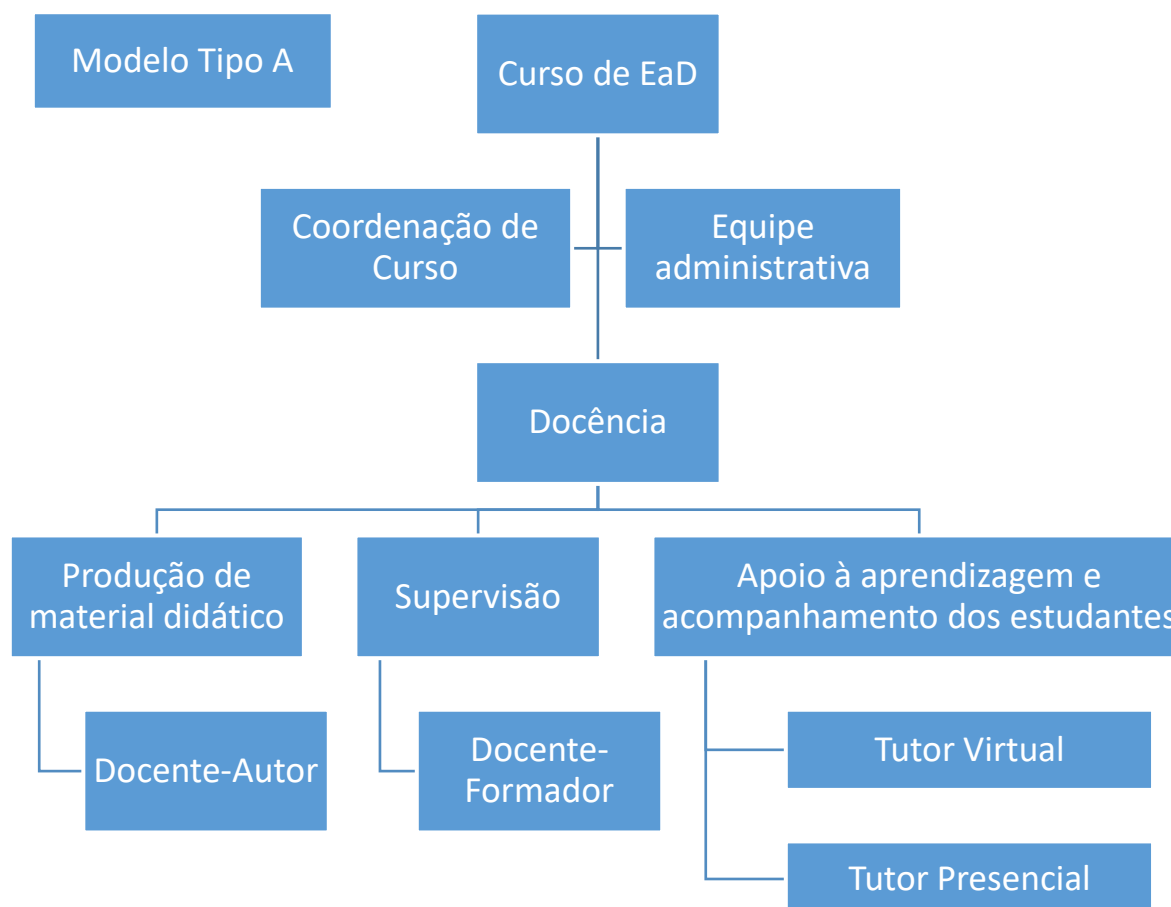 Modelo Tipo A
Curso de EaD
Coordenação de
Curso
Equipe
administrativa
Docência
Produção de
material didático
Supervisão
Apoio à aprendizagem e
acompanhamento dos estudantes
Docente-Autor
Docente-
Formador
Tutor Virtual
Tutor Presencial